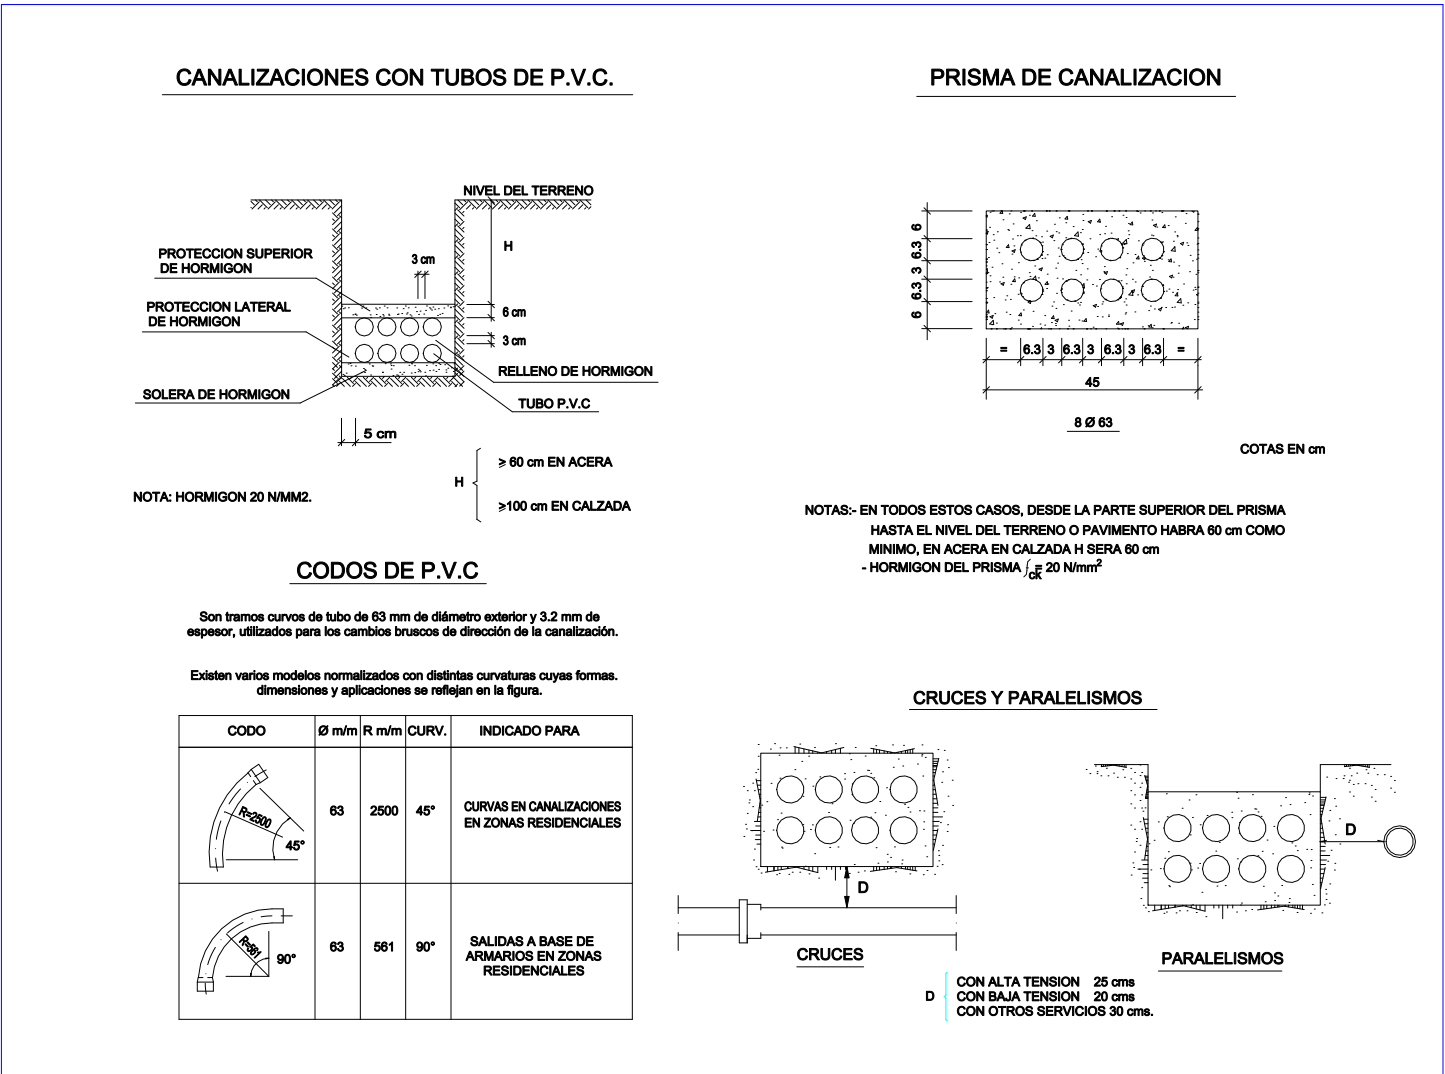 CANALIZACIONES CON TUBOS DE P.V.C.
NIVEL DEL TERRENO
H
PROTECCION SUPERIOR
DE HORMIGON
3 cm
PROTECCION LATERAL
DE HORMIGON
6 cm
3 cm
RELLENO DE HORMIGON
SOLERA DE HORMIGON
TUBO P.V.C
5 cm
H
≥ 60 cm EN ACERA
≥100 cm EN CALZADA
NOTA: HORMIGON 20 N/MM2.
PRISMA DE CANALIZACION
6
6.3
3
6.3
6
= 6.3 3 6.3 3 6.3 3 6.3 =
45
8 Ø 63
COTAS EN cm
NOTAS:- EN TODOS ESTOS CASOS, DESDE LA PARTE SUPERIOR DEL PRISMA
HASTA EL NIVEL DEL TERRENO O PAVIMENTO HABRA 60 cm COMO
MINIMO, EN ACERA EN CALZADA H SERA 60 cm
- HORMIGON DEL PRISMA ∫ck = 20 N/mm2
CODOS DE P.V.C
Son tramos curvos de tubo de 63 mm de diámetro exterior y 3.2 mm de
espesor, utilizados para los cambios bruscos de dirección de la canalización.
Existen varios modelos normalizados con distintas curvaturas cuyas formas.
dimensiones y aplicaciones se reflejan en la figura.
CODO Ø m/m R m/m CURV. INDICADO PARA
R=2500
45°
63 2500 45°
CURVAS EN CANALIZACIONES
EN ZONAS RESIDENCIALES
R=561
90°
63 561 90°
SALIDAS A BASE DE
ARMARIOS EN ZONAS
RESIDENCIALES
CRUCES Y PARALELISMOS
D
CRUCES
D
PARALELISMOS
D
CON ALTA TENSION 25 cms
CON BAJA TENSION 20 cms
CON OTROS SERVICIOS 30 cms.